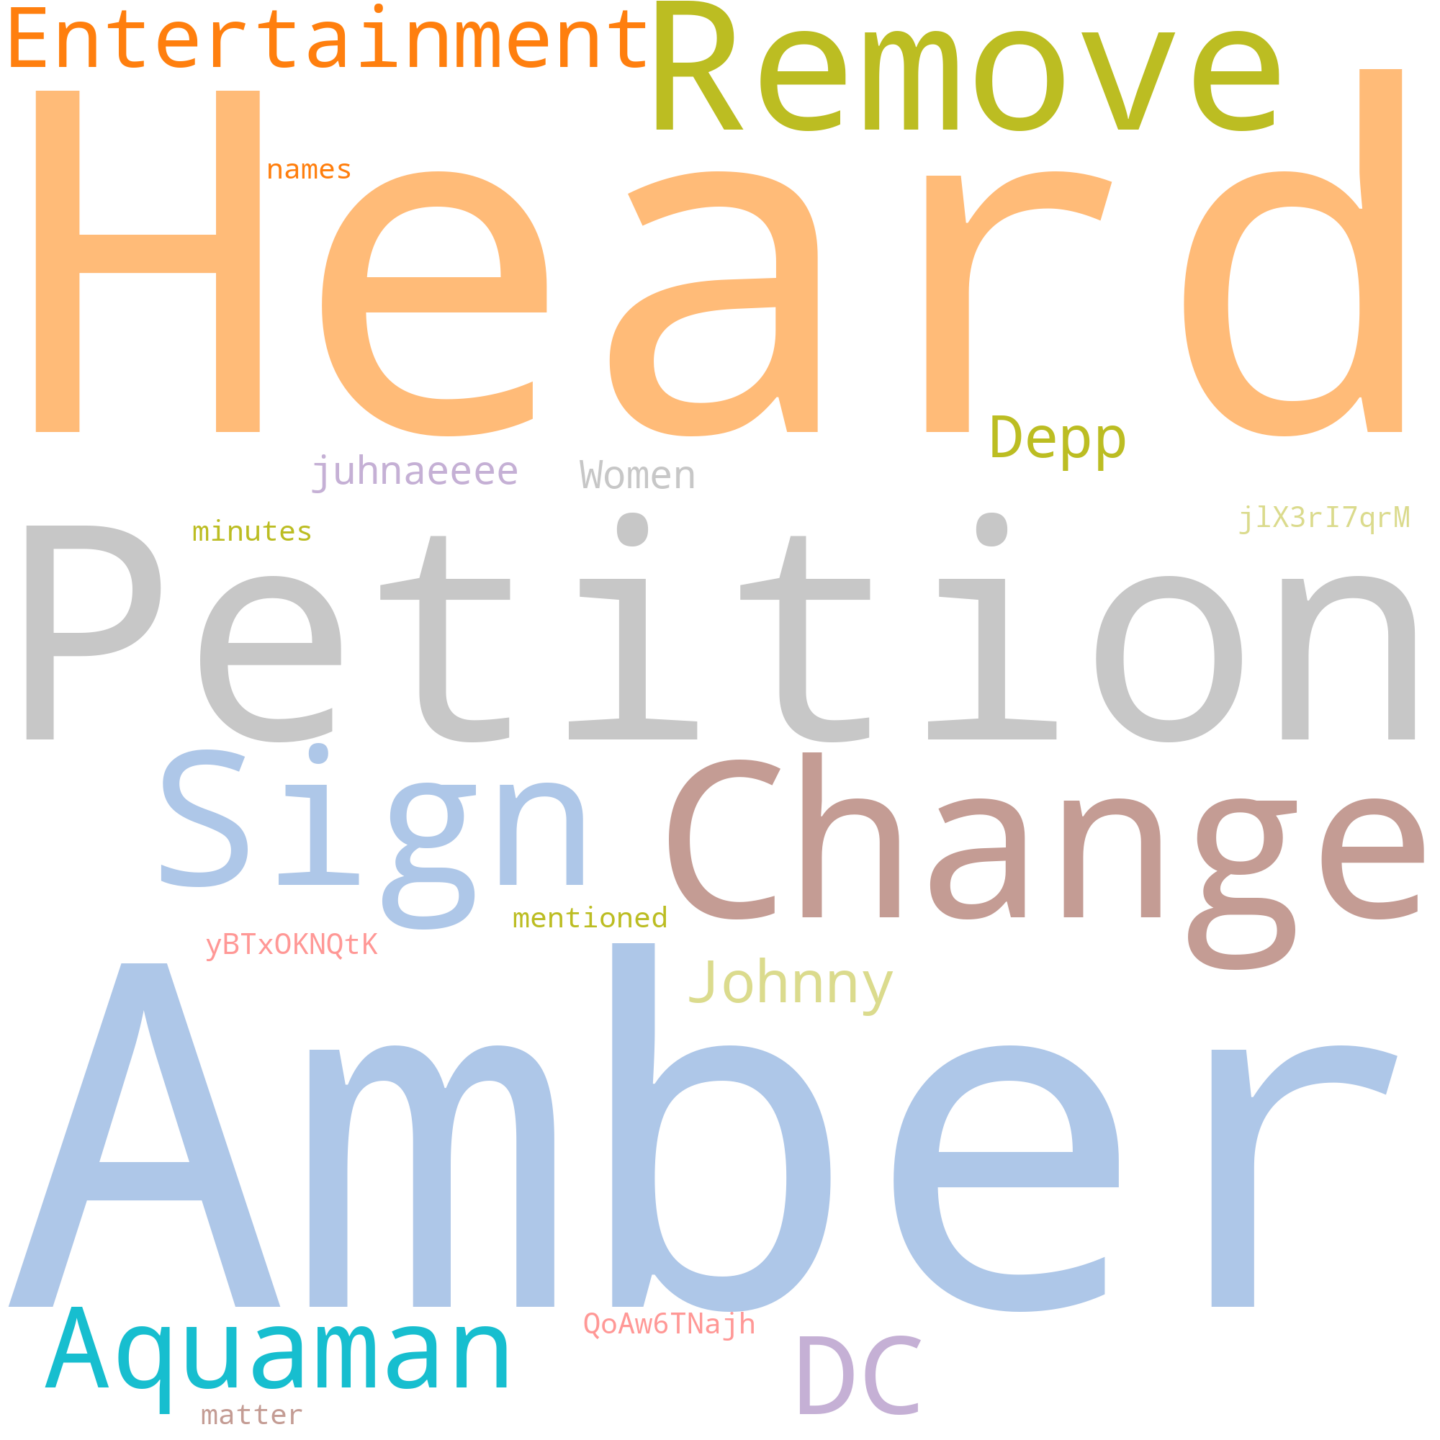 Entertainment
Remove
Heard
names
Depp
juhnaeeee
Women
minutes
jlX3rI7qrM
Petition
Sign
Change
mentioned
yBTxOKNQtK
Johnny
Amber
Aquaman
QoAw6TNajh
DC
matter